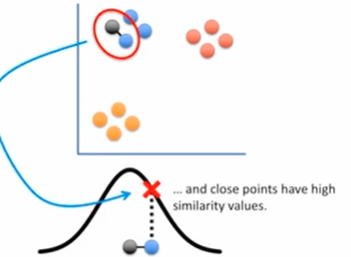 ... and close points have high
similarity values.